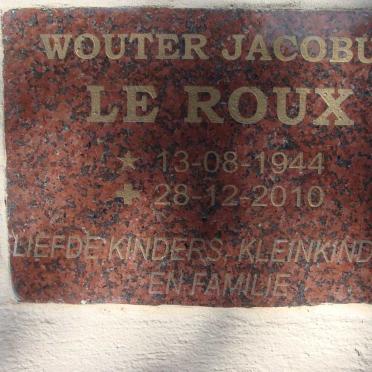 WOUTER JACOBU
LE ROUX
★ 13-08-1944
✚ 28-12-2010
LIEFDE KINDERS, KLEINKIND
EN FAMILIE